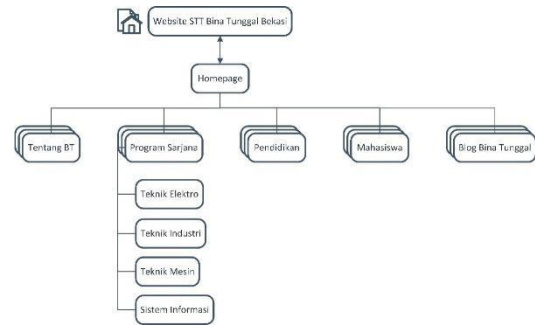 Website STT Bina Tunggal Bekasi
Homepage
Tentang BT
Program Sarjana
Pendidikan
Mahasiswa
Blog Bina Tunggal
Teknik Elektro
Teknik Industri
Teknik Mesin
Sistem Informasi